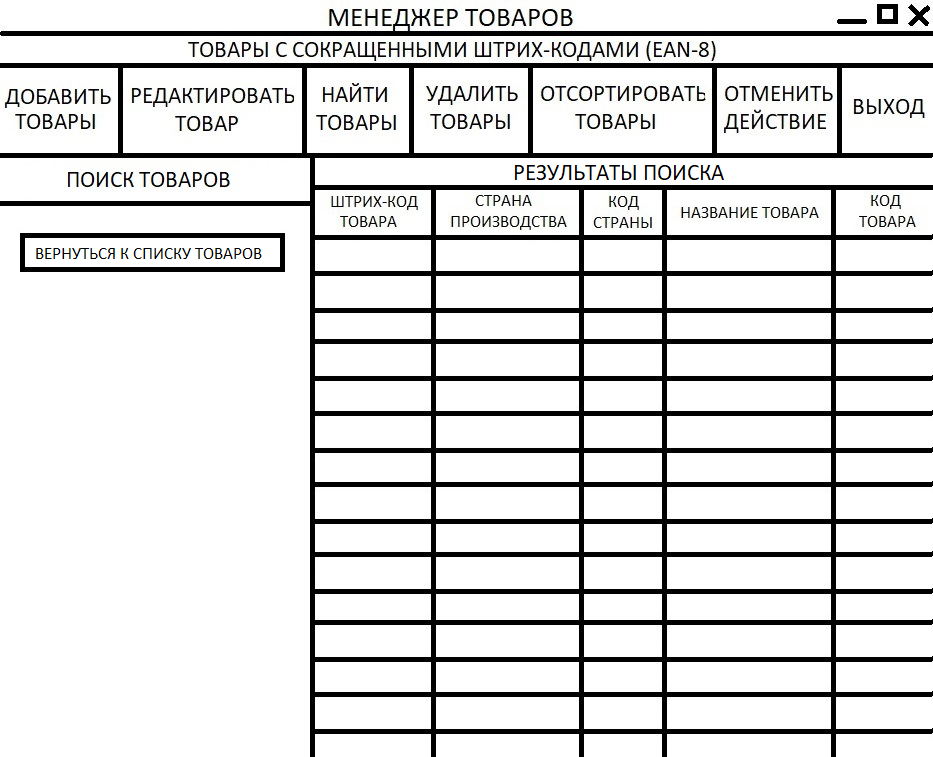 МЕНЕДЖЕР ТОВАРОВ
ТОВАРЫ С СОКРАЩЕННЫМИ ШТРИХ-КОДАМИ (EAN-8)
ДОБАВИТЬ
ТОВАРЫ
РЕДАКТИРОВАТЬ
ТОВАР
НАЙТИ
ТОВАРЫ
УДАЛИТЬ
ТОВАРЫ
ОТСОРТИРОВАТЬ
ТОВАРЫ
ОТМЕНИТЬ
ДЕЙСТВИЕ
ВЫХОД
ПОИСК ТОВАРОВ
ВЕРНУТЬСЯ К СПИСКУ ТОВАРОВ
РЕЗУЛЬТАТЫ ПОИСКА
ШТРИХ-КОД
ТОВАРА
СТРАНА
ПРОИЗВОДСТВА
КОД
СТРАНЫ
НАЗВАНИЕ ТОВАРА
КОД
ТОВАРА